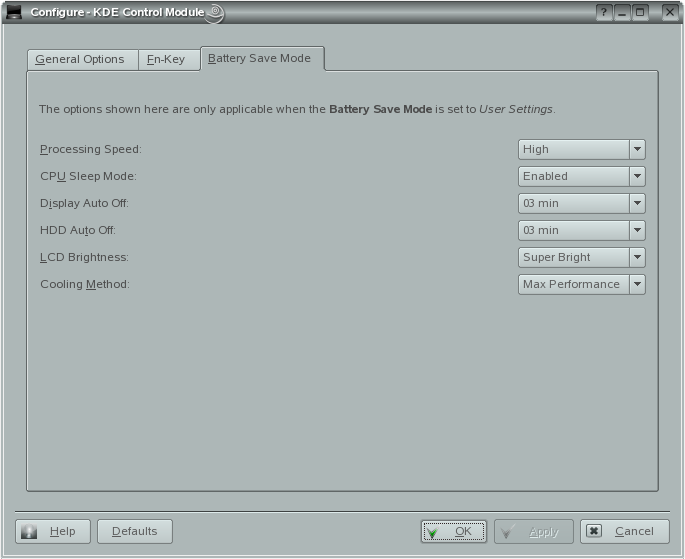 Configure - KDE Control Module
General Options Fn-Key Battery Save Mode
The options shown here are only applicable when the Battery Save Mode is set to User Settings.
Processing Speed: High
CPU Sleep Mode: Enabled
Display Auto Off: 03 min
HDD Auto Off: 03 min
LCD Brightness: Super Bright
Cooling Method: Max Performance
Help Defaults OK Apply Cancel